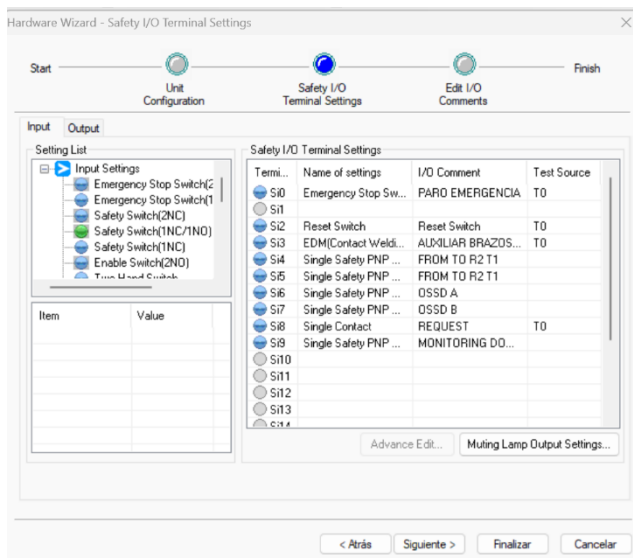 Hardware Wizard - Safety I/O Terminal Settings
Start
Unit Configuration
Safety I/O Terminal Settings
Edit I/O Comments
Finish
Input Output
Setting List
Input Settings
Emergency Stop Switch(2
Emergency Stop Switch(1
Safety Switch(2NC)
Safety Switch(1NC/1NO)
Safety Switch(1NC)
Enable Switch(2NO)
Two Hand Switch
Item Value
Safety I/O Terminal Settings
Termi... Name of settings I/O Comment Test Source
Si0 Emergency Stop Sw... PARO EMERGENCIA T0
Si1
Si2 Reset Switch Reset Switch T0
Si3 EDM(Contact Weldi... AUXILIAR BRAZOS... T0
Si4 Single Safety PNP ... FROM TO R2 T1
Si5 Single Safety PNP ... FROM TO R2 T1
Si6 Single Safety PNP ... OSSD A
Si7 Single Safety PNP ... OSSD B
Si8 Single Contact REQUEST T0
Si9 Single Safety PNP ... MONITORING DO...
Si10
Si11
Si12
Si13
Si14
Advance Edit... Muting Lamp Output Settings...
< Atrás Siguiente > Finalizar Cancelar